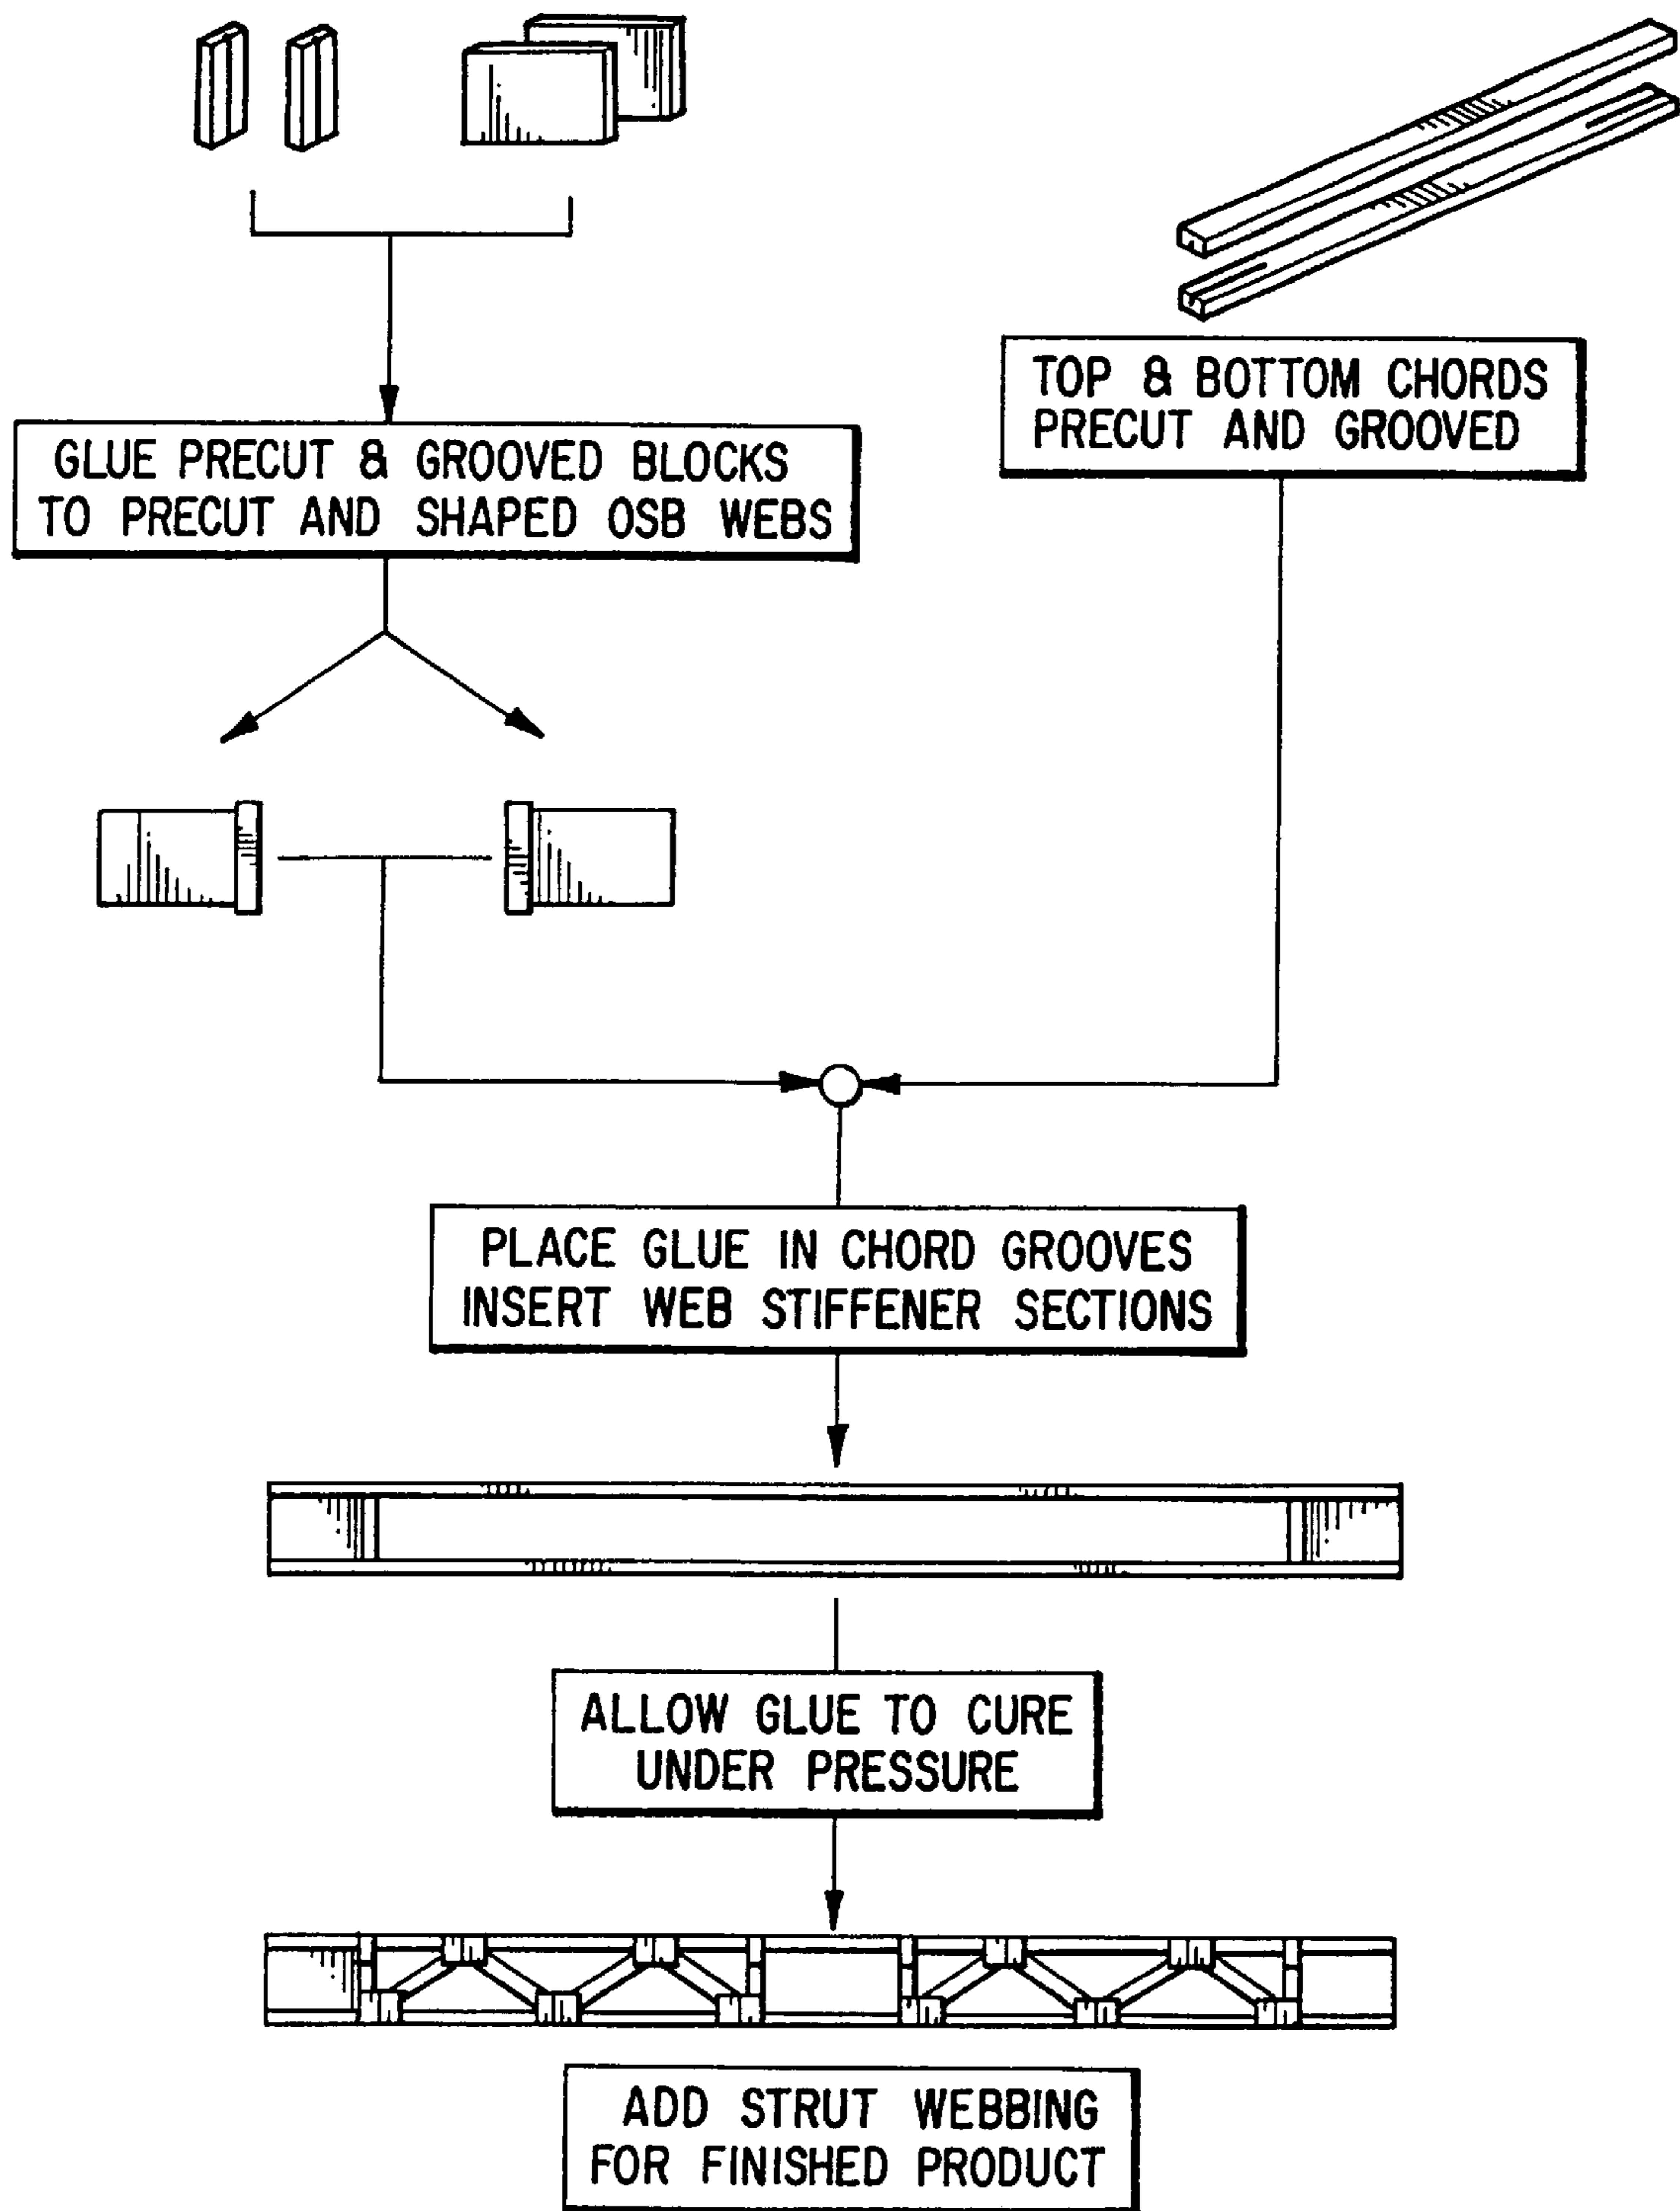 TOP & BOTTOM CHORDS
PRECUT AND GROOVED
GLUE PRECUT & GROOVED BLOCKS
TO PRECUT AND SHAPED OSB WEBS
PLACE GLUE IN CHORD GROOVES
INSERT WEB STIFFENER SECTIONS
ALLOW GLUE TO CURE
UNDER PRESSURE
ADD STRUT WEBBING
FOR FINISHED PRODUCT